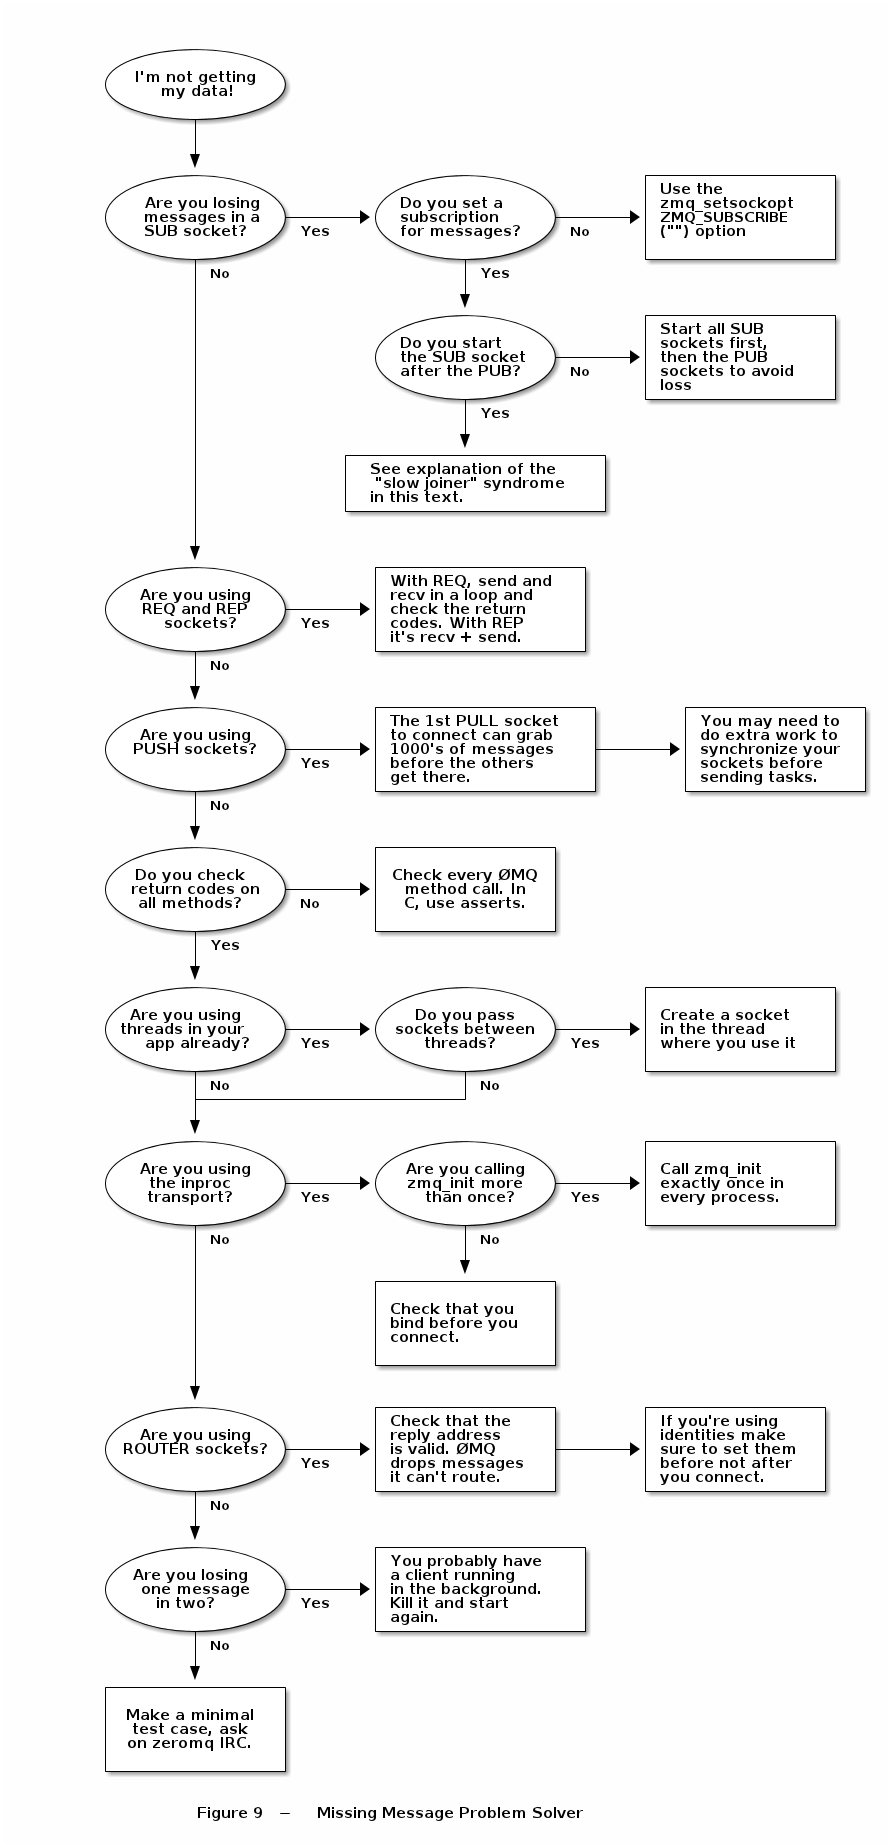 I'm not getting
my data!
Are you losing
messages in a
SUB socket?
Yes
No
Do you set a
subscription
for messages?
No
Yes
Use the
zmq_setsockopt
ZMQ_SUBSCRIBE
("") option
Do you start
the SUB socket
after the PUB?
No
Yes
Start all SUB
sockets first,
then the PUB
sockets to avoid
loss
See explanation of the
"slow joiner" syndrome
in this text.
Are you using
REQ and REP
sockets?
Yes
No
With REQ, send and
recv in a loop and
check the return
codes. With REP
it's recv + send.
Are you using
PUSH sockets?
Yes
No
The 1st PULL socket
to connect can grab
1000's of messages
before the others
get there.
You may need to
do extra work to
synchronize your
sockets before
sending tasks.
Do you check
return codes on
all methods?
No
Yes
Check every ØMQ
method call. In
C, use asserts.
Are you using
threads in your
app already?
Yes
No
Do you pass
sockets between
threads?
Yes
No
Create a socket
in the thread
where you use it
Are you using
the inproc
transport?
Yes
No
Are you calling
zmq_init more
than once?
Yes
No
Call zmq_init
exactly once in
every process.
Check that you
bind before you
connect.
Are you using
ROUTER sockets?
Yes
No
Check that the
reply address
is valid. ØMQ
drops messages
it can't route.
If you're using
identities make
sure to set them
before not after
you connect.
Are you losing
one message
in two?
Yes
No
You probably have
a client running
in the background.
Kill it and start
again.
Make a minimal
test case, ask
on zeromq IRC.
Figure 9 – Missing Message Problem Solver